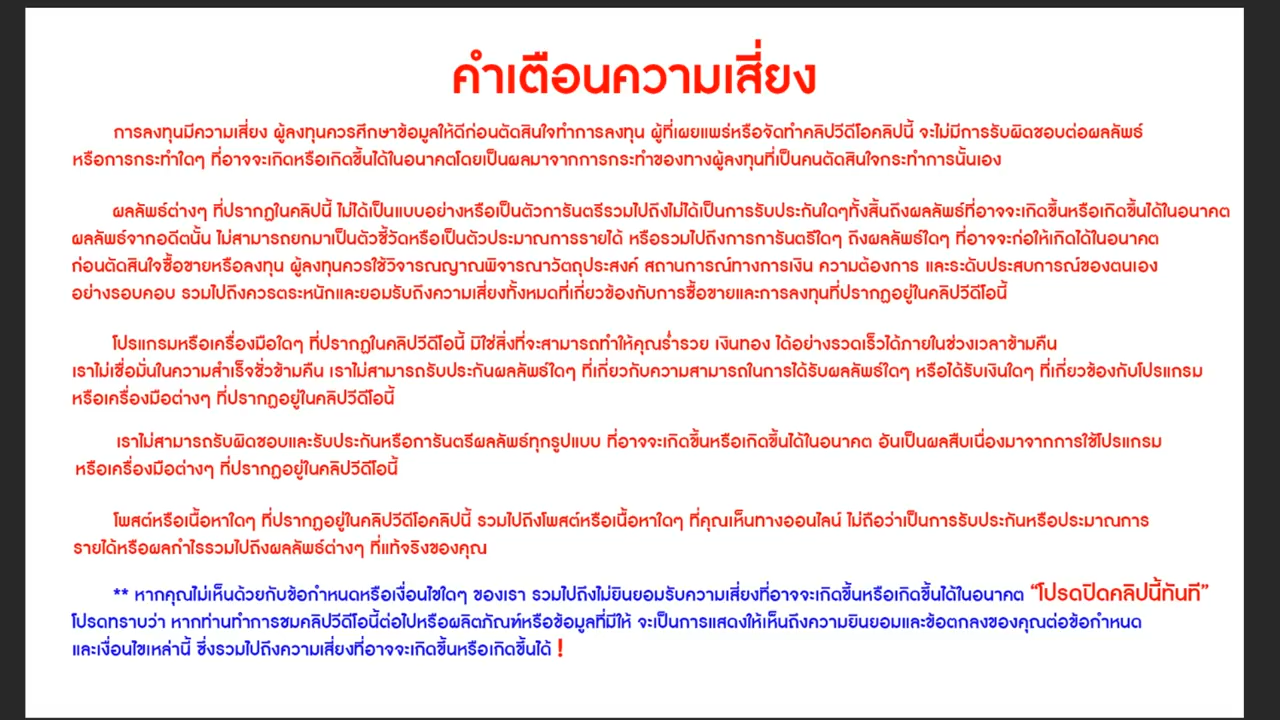 คำเตือนความเสี่ยง
การลงทุนมีความเสี่ยง ผู้ลงทุนควรศึกษาข้อมูลให้ดีก่อนตัดสินใจทำการลงทุน ผู้ที่เผยแพร่หรือจัดทำคลิปวีดีโอคลิปนี้ จะไม่มีการรับผิดชอบต่อผลลัพธ์
หรือการกระทำใดๆ ที่อาจจะเกิดหรือเกิดขึ้นได้ในอนาคตโดยเป็นผลมาจากการกระทำของทางผู้ลงทุนที่เป็นคนตัดสินใจกระทำการนั้นเอง
ผลลัพธ์ต่างๆ ที่ปรากฏในคลิปนี้ ไม่ได้เป็นแบบอย่างหรือเป็นตัวการันตรีรวมไปถึงไม่ได้เป็นการรับประกันใดๆทั้งสิ้นถึงผลลัพธ์ที่อาจจะเกิดขึ้นหรือเกิดขึ้นได้ในอนาคต
ผลลัพธ์จากอดีตนั้น ไม่สามารถยกมาเป็นตัวชี้วัดหรือเป็นตัวประมาณการรายได้ หรือรวมไปถึงการการันตรีใดๆ ถึงผลลัพธ์ใดๆ ที่อาจจะก่อให้เกิดได้ในอนาคต
ก่อนตัดสินใจซื้อขายหรือลงทุน ผู้ลงทุนควรใช้วิจารณญาณพิจารณาวัตถุประสงค์ สถานการณ์ทางการเงิน ความต้องการ และระดับประสบการณ์ของตนเอง
อย่างรอบคอบ รวมไปถึงควรตระหนักและยอมรับถึงความเสี่ยงทั้งหมดที่เกี่ยวข้องกับการซื้อขายและการลงทุนที่ปรากฏอยู่ในคลิปวีดีโอนี้
โปรแกรมหรือเครื่องมือใดๆ ที่ปรากฏในคลิปวีดีโอนี้ มิใช่สิ่งที่จะสามารถทำให้คุณร่ำรวย เงินทอง ได้อย่างรวดเร็วได้ภายในช่วงเวลาข้ามคืน
เราไม่เชื่อมั่นในความสำเร็จชั่วข้ามคืน เราไม่สามารถรับประกันผลลัพธ์ใดๆ ที่เกี่ยวกับความสามารถในการได้รับผลลัพธ์ใดๆ หรือได้รับเงินใดๆ ที่เกี่ยวข้องกับโปรแกรม
หรือเครื่องมือต่างๆ ที่ปรากฏอยู่ในคลิปวีดีโอนี้
เราไม่สามารถรับผิดชอบและรับประกันหรือการันตรีผลลัพธ์ทุกรูปแบบ ที่อาจจะเกิดขึ้นหรือเกิดขึ้นได้ในอนาคต อันเป็นผลสืบเนื่องมาจากการใช้โปรแกรม
หรือเครื่องมือต่างๆ ที่ปรากฏอยู่ในคลิปวีดีโอนี้
โพสต์หรือเนื้อหาใดๆ ที่ปรากฏอยู่ในคลิปวีดีโอคลิปนี้ รวมไปถึงโพสต์หรือเนื้อหาใดๆ ที่คุณเห็นทางออนไลน์ ไม่ถือว่าเป็นการรับประกันหรือประมาณการ
รายได้หรือผลกำไรรวมไปถึงผลลัพธ์ต่างๆ ที่แท้จริงของคุณ
** หากคุณไม่เห็นด้วยกับข้อกำหนดหรือเงื่อนไขใดๆ ของเรา รวมไปถึงไม่ยินยอมรับความเสี่ยงที่อาจจะเกิดขึ้นหรือเกิดขึ้นได้ในอนาคต “โปรดปิดคลิปนี้ทันที”
โปรดทราบว่า หากท่านทำการชมคลิปวีดีโอนี้ต่อไปหรือผลิตภัณฑ์หรือข้อมูลที่มีให้ จะเป็นการแสดงให้เห็นถึงความยินยอมและข้อตกลงของคุณต่อข้อกำหนด
และเงื่อนไขเหล่านี้ ซึ่งรวมไปถึงความเสี่ยงที่อาจจะเกิดขึ้นหรือเกิดขึ้นได้ !